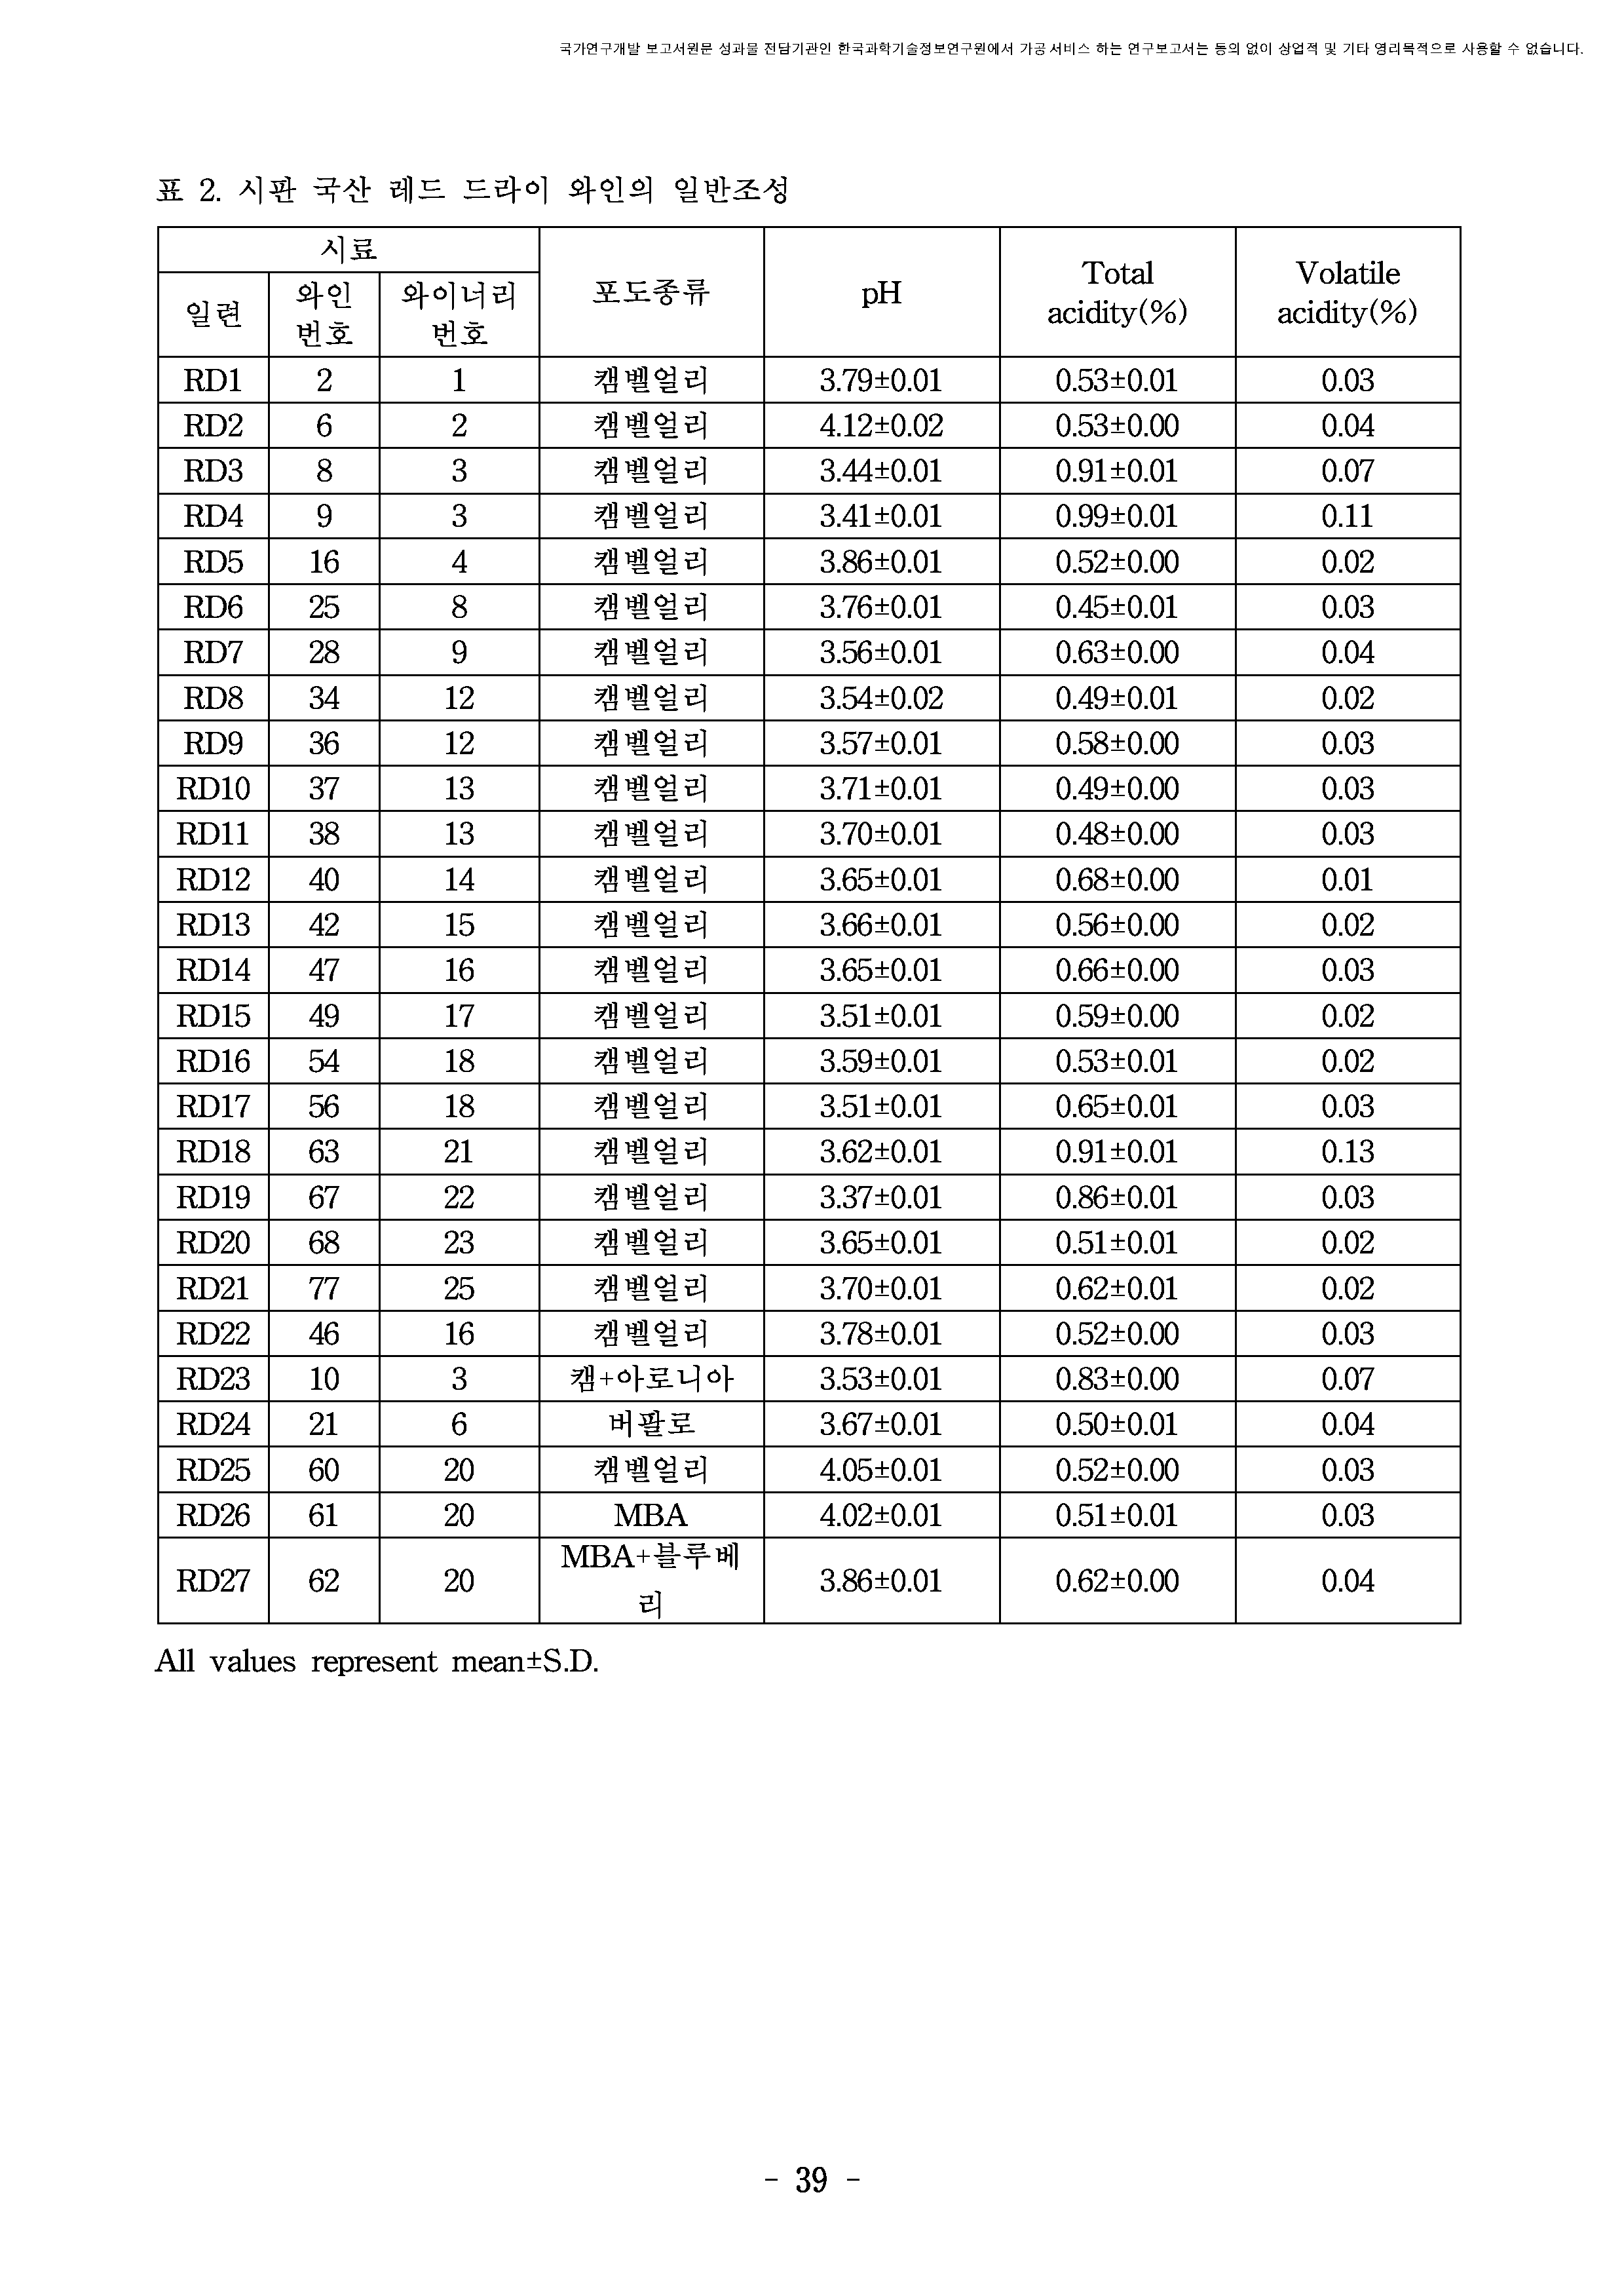 국가연구개발 보고서원문 성과물 전담기관인 한국과학기술정보연구원에서 가공·서비스 하는 연구보고서는 동의 없이 상업적 및 기타 영리목적으로 사용할 수 없습니다.
표 2. 시판 국산 레드 드라이 와인의 일반조성
시료 포도종류 pH Total acidity(%) Volatile acidity(%)
일련 와인 번호 와이너리 번호
RD1 2 1 캠벨얼리 3.79±0.01 0.53±0.01 0.03
RD2 6 2 캠벨얼리 4.12±0.02 0.53±0.00 0.04
RD3 8 3 캠벨얼리 3.44±0.01 0.91±0.01 0.07
RD4 9 3 캠벨얼리 3.41±0.01 0.99±0.01 0.11
RD5 16 4 캠벨얼리 3.86±0.01 0.52±0.00 0.02
RD6 25 8 캠벨얼리 3.76±0.01 0.45±0.01 0.03
RD7 28 9 캠벨얼리 3.56±0.01 0.63±0.00 0.04
RD8 34 12 캠벨얼리 3.54±0.02 0.49±0.01 0.02
RD9 36 12 캠벨얼리 3.57±0.01 0.58±0.00 0.03
RD10 37 13 캠벨얼리 3.71±0.01 0.49±0.00 0.03
RD11 38 13 캠벨얼리 3.70±0.01 0.48±0.00 0.03
RD12 40 14 캠벨얼리 3.65±0.01 0.68±0.00 0.01
RD13 42 15 캠벨얼리 3.66±0.01 0.56±0.00 0.02
RD14 47 16 캠벨얼리 3.65±0.01 0.66±0.00 0.03
RD15 49 17 캠벨얼리 3.51±0.01 0.59±0.00 0.02
RD16 54 18 캠벨얼리 3.59±0.01 0.53±0.01 0.02
RD17 56 18 캠벨얼리 3.51±0.01 0.65±0.01 0.03
RD18 63 21 캠벨얼리 3.62±0.01 0.91±0.01 0.13
RD19 67 22 캠벨얼리 3.37±0.01 0.86±0.01 0.03
RD20 68 23 캠벨얼리 3.65±0.01 0.51±0.01 0.02
RD21 77 25 캠벨얼리 3.70±0.01 0.62±0.01 0.02
RD22 46 16 캠벨얼리 3.78±0.01 0.52±0.00 0.03
RD23 10 3 캠+아로니아 3.53±0.01 0.83±0.00 0.07
RD24 21 6 버팔로 3.67±0.01 0.50±0.01 0.04
RD25 60 20 캠벨얼리 4.05±0.01 0.52±0.00 0.03
RD26 61 20 MBA 4.02±0.01 0.51±0.01 0.03
RD27 62 20 MBA+블루베리 3.86±0.01 0.62±0.00 0.04
All values represent mean±S.D.
- 39 -